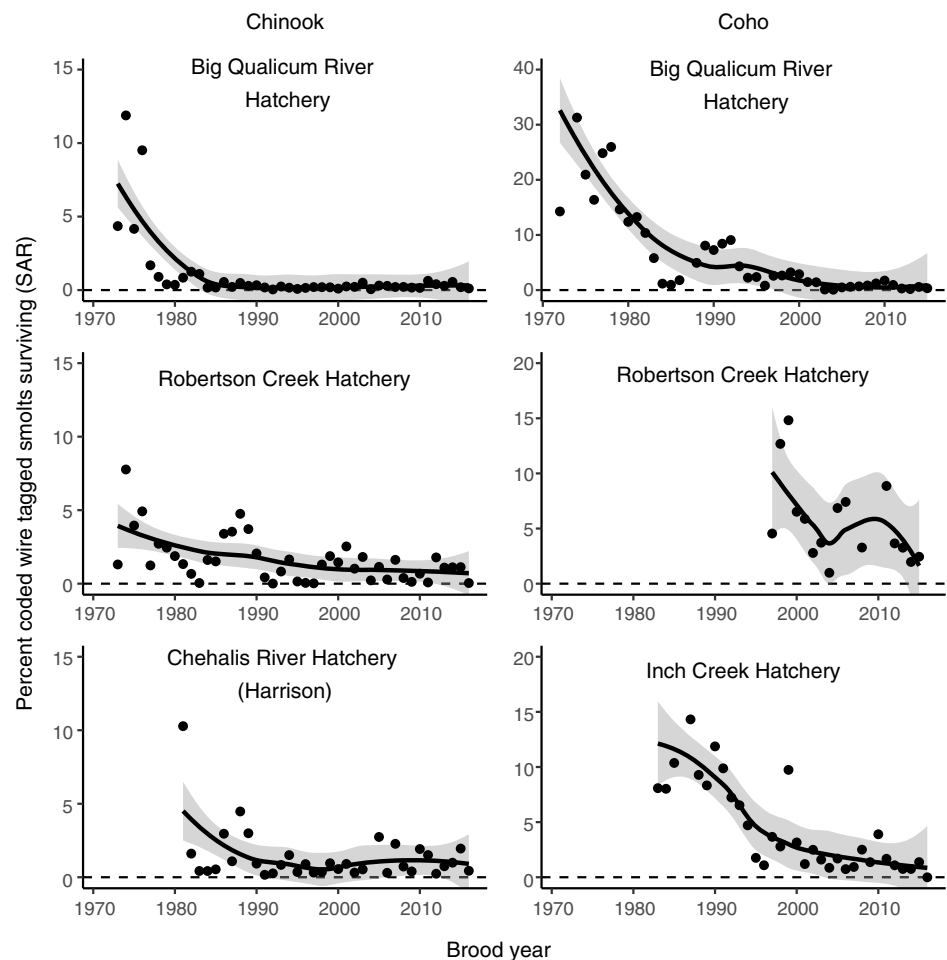 Chinook
Coho
Percent coded wire tagged smolts surviving (SAR)
Big Qualicum River
Hatchery
15
10
5
0
1970 1980 1990 2000 2010
Big Qualicum River
Hatchery
40
30
20
10
0
1970 1980 1990 2000 2010
Robertson Creek Hatchery
15
10
5
0
1970 1980 1990 2000 2010
Robertson Creek Hatchery
20
15
10
5
0
1970 1980 1990 2000 2010
Chehalis River Hatchery
(Harrison)
15
10
5
0
1970 1980 1990 2000 2010
Inch Creek Hatchery
20
15
10
5
0
1970 1980 1990 2000 2010
Brood year